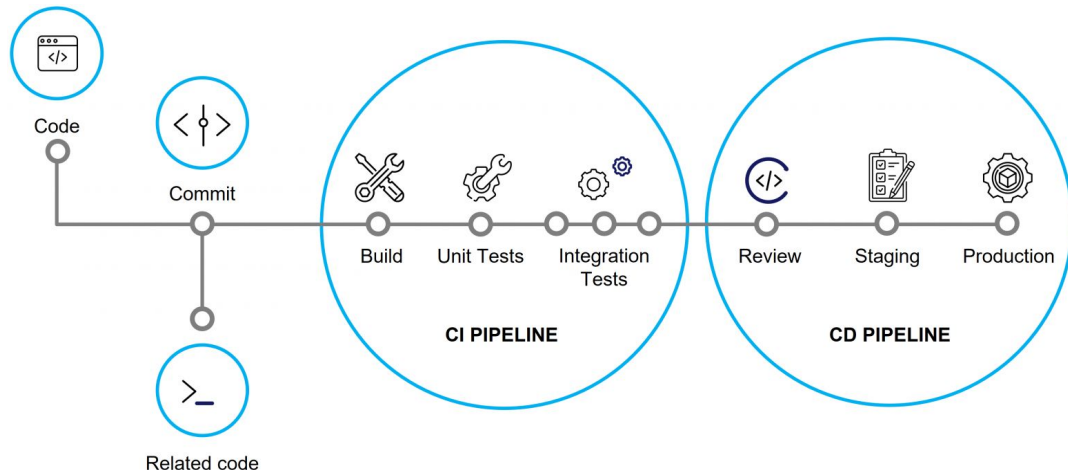 Code
Commit
Related code
Build
Unit Tests
Integration
Tests
CI PIPELINE
Review
Staging
Production
CD PIPELINE